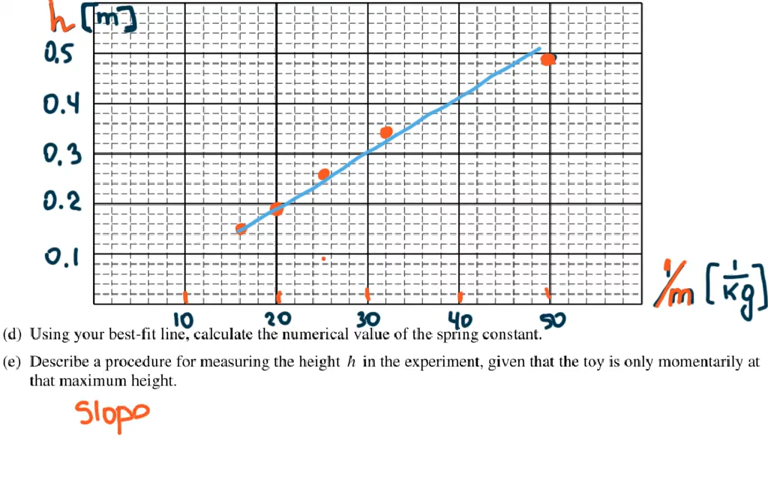 h [m]
0.5
0.4
0.3
0.2
0.1
1/m [1/kg]
10 20 30 40 50
(d) Using your best-fit line, calculate the numerical value of the spring constant.
(e) Describe a procedure for measuring the height h in the experiment, given that the toy is only momentarily at
that maximum height.
Slope